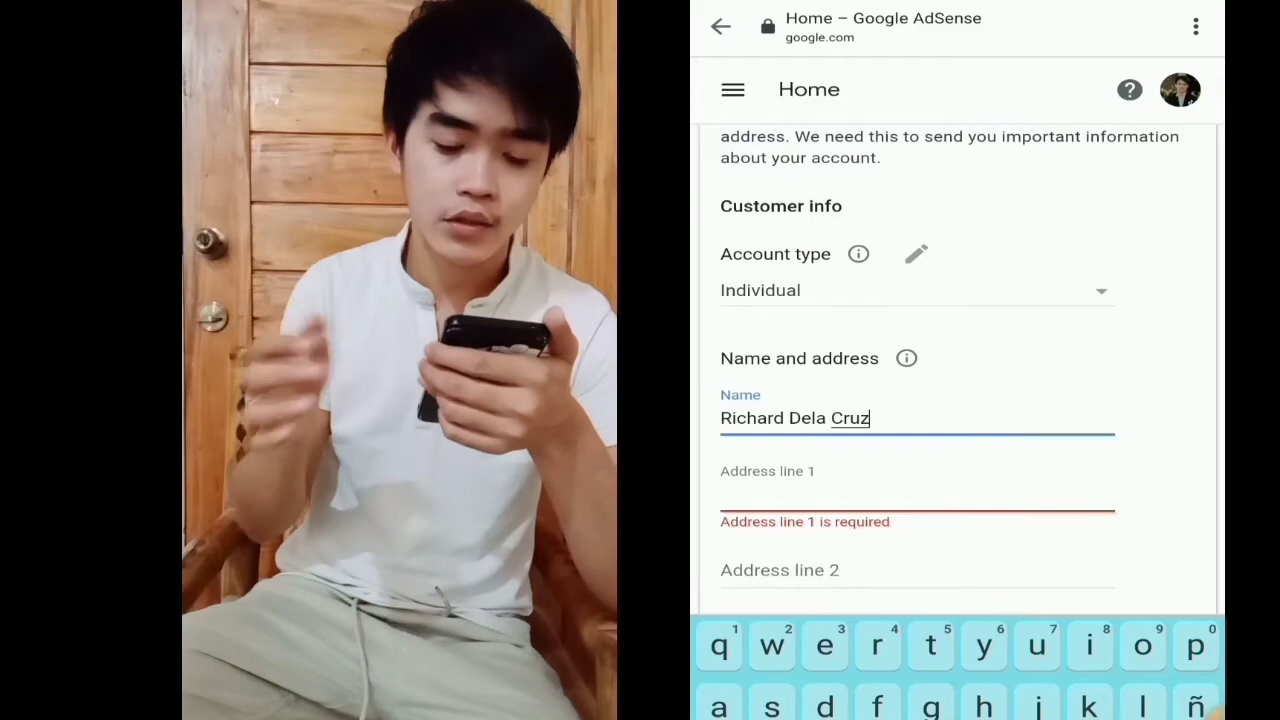 Home – Google AdSense
google.com
Home
address. We need this to send you important information
about your account.
Customer info
Account type
Individual
Name and address
Name
Richard Dela Cruz
Address line 1
Address line 1 is required
Address line 2
q1 w2 e3 r4 t5 y6 u7 i8 o9 p0
a s d f g h j k l ñ